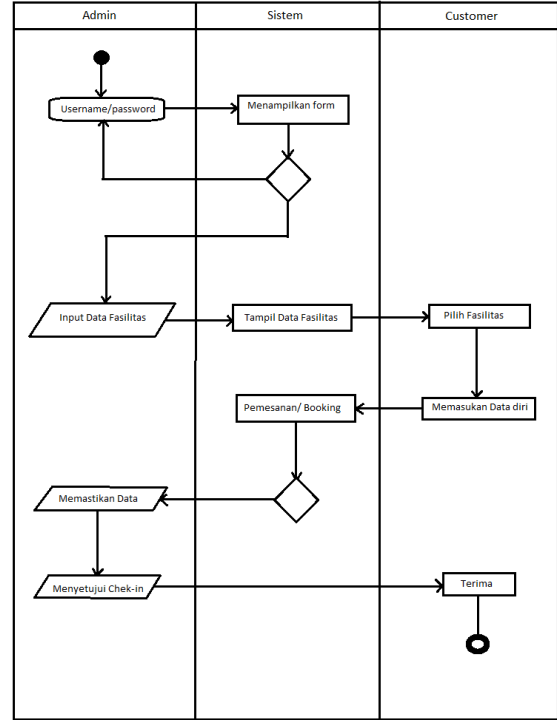 Admin
Sistem
Customer
Username/password
Menampilkan form
Input Data Fasilitas
Tampil Data Fasilitas
Pilih Fasilitas
Pemesanan/ Booking
Memasukan Data diri
Memastikan Data
Menyetujui Chek-in
Terima